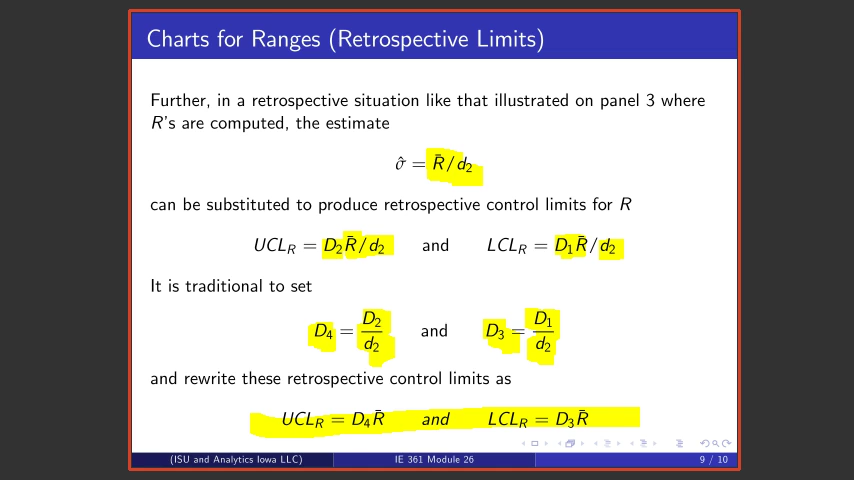 Charts for Ranges (Retrospective Limits)
Further, in a retrospective situation like that illustrated on panel 3 where
R's are computed, the estimate
σ̂ = R̄/d₂
can be substituted to produce retrospective control limits for R
UCL_R = D₂R̄/d₂ and LCL_R = D₁R̄/d₂
It is traditional to set
D₄ = D₂/d₂ and D₃ = D₁/d₂
and rewrite these retrospective control limits as
UCL_R = D₄R̄ and LCL_R = D₃R̄
(ISU and Analytics Iowa LLC) IE 361 Module 26 9 / 10